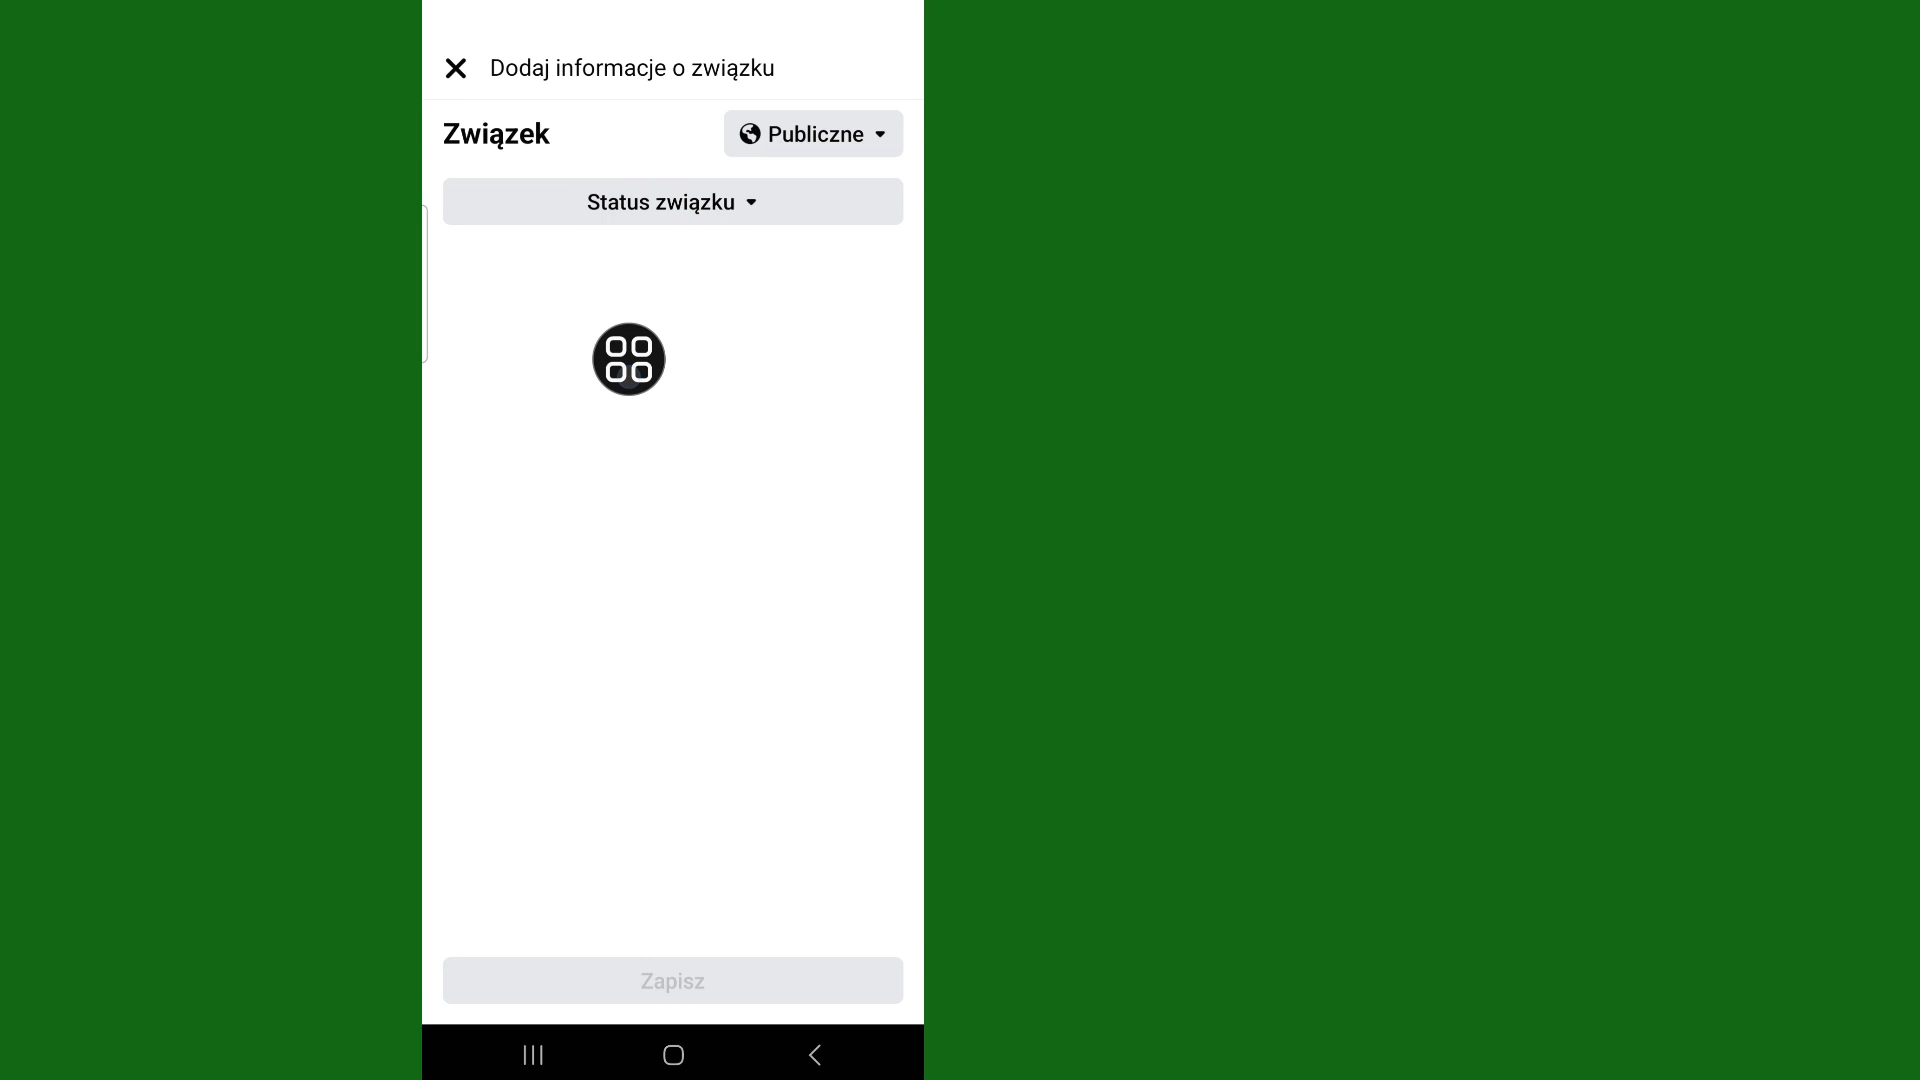 Dodaj informacje o związku
Związek
Publiczne
Status związku
Zapisz